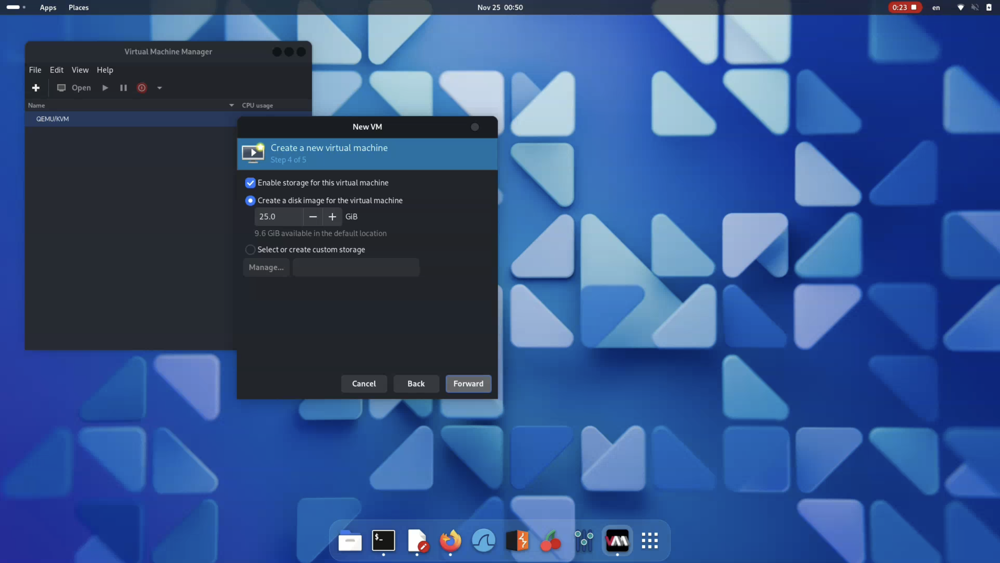 Apps Places Nov 25 00:50 0:23 en
Virtual Machine Manager
File Edit View Help
Open
Name CPU usage
QEMU/KVM
New VM
Create a new virtual machine
Step 4 of 5
Enable storage for this virtual machine
Create a disk image for the virtual machine
25.0 − + GiB
9.6 GiB available in the default location
Select or create custom storage
Manage...
Cancel Back Forward
$_
VM